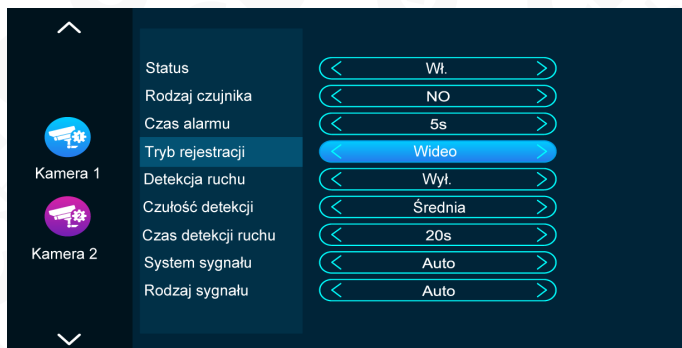 Kamera 1
Kamera 2
Status Wł.
Rodzaj czujnika NO
Czas alarmu 5s
Tryb rejestracji Wideo
Detekcja ruchu Wył.
Czułość detekcji Średnia
Czas detekcji ruchu 20s
System sygnału Auto
Rodzaj sygnału Auto